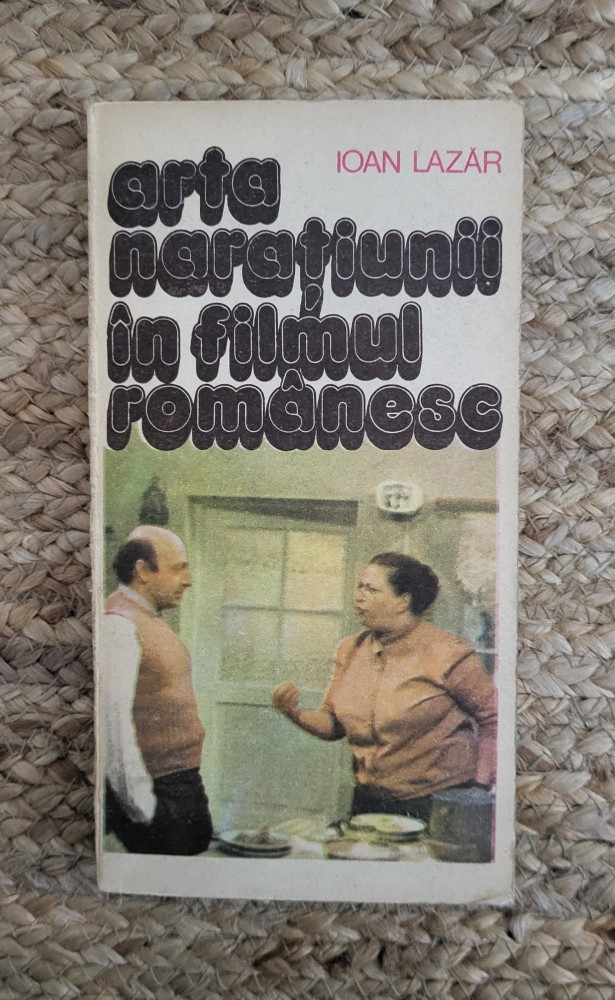 IOAN LAZĂR
arta
narațiunii
în filmul
românesc